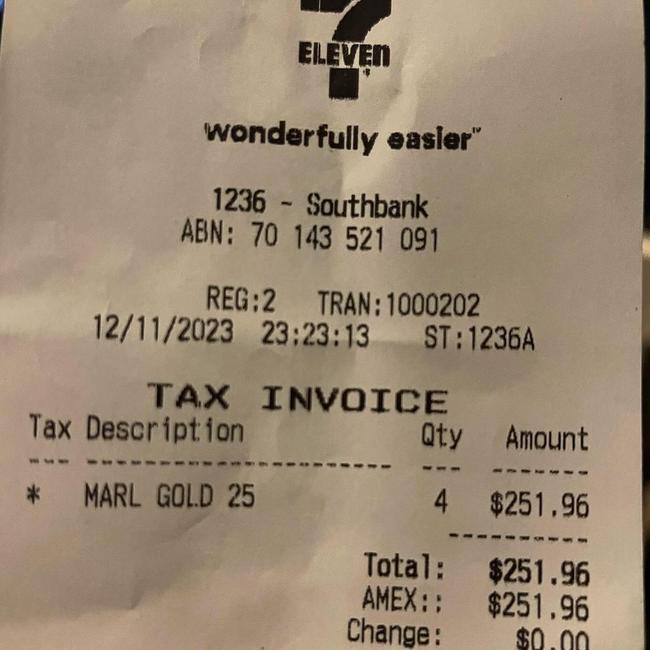 7
ELEVEn
"wonderfully easier"
1236 - Southbank
ABN: 70 143 521 091
REG:2 TRAN:1000202
12/11/2023 23:23:13 ST:1236A
TAX INVOICE
Tax Description Qty Amount
* MARL GOLD 25 4 $251.96
Total: $251.96
AMEX:: $251.96
Change: $0.00